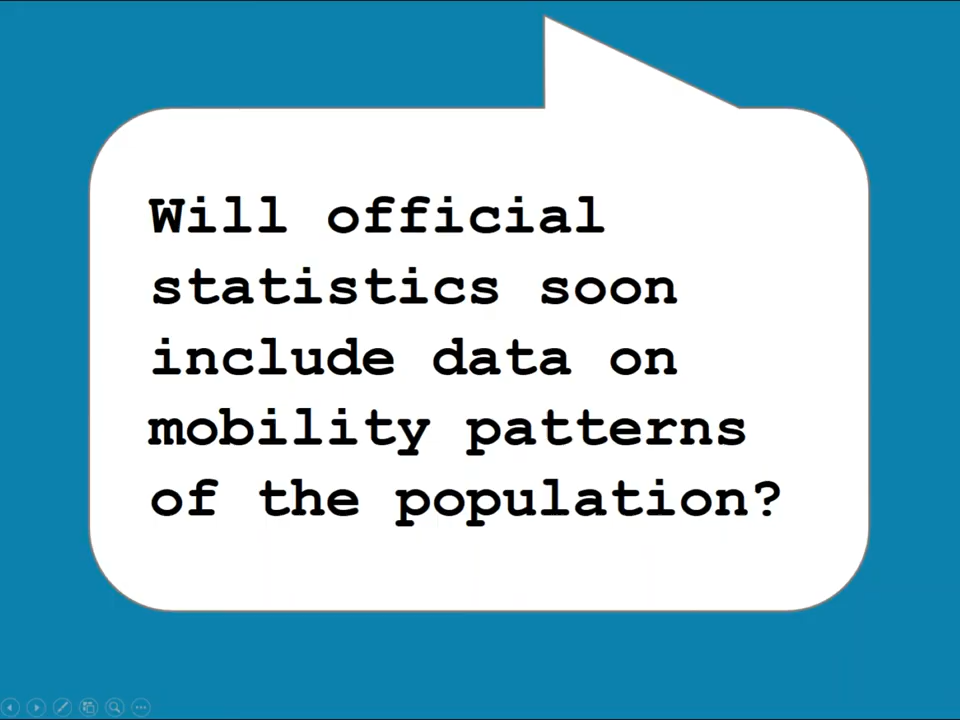 Will official
statistics soon
include data on
mobility patterns
of the population?